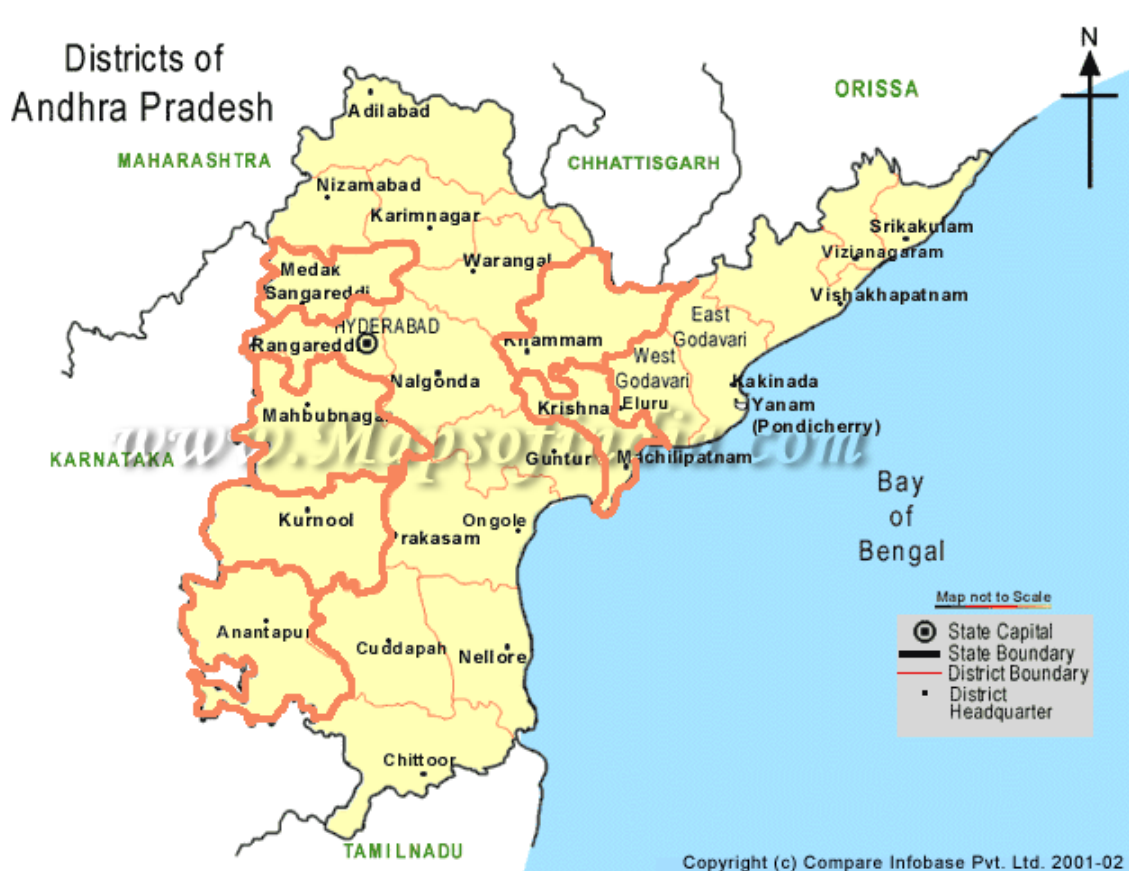 Districts of
Andhra Pradesh
N
ORISSA
MAHARASHTRA
CHHATTISGARH
Adilabad
Nizamabad
Karimnagar
Srikakulam
Warangal
Vizianagaram
Medak
Sangareddi
Vishakhapatnam
HYDERABAD
Rangareddi
East
Godavari
Khammam
West
Godavari
Nalgonda
Kakinada
Yanam
(Pondicherry)
Eluru
Krishna
Mahbubnagar
www.Mapsofindia.com
KARNATAKA
Guntur
Machilipatnam
Bay
of
Bengal
Kurnool
Ongole
Prakasam
Map not to Scale
State Capital
State Boundary
District Boundary
District
Headquarter
Anantapur
Cuddapah
Nellore
Chittoor
TAMILNADU
Copyright (c) Compare Infobase Pvt. Ltd. 2001-02